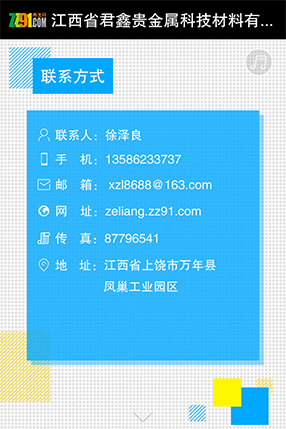 ZZ91.COM 江西省君鑫贵金属科技材料有...
联系方式
联系人：徐泽良
手 机：13586233737
邮 箱： xzl8688@163.com
网 址：zeliang.zz91.com
传 真：87796541
地 址：江西省上饶市万年县
凤巢工业园区